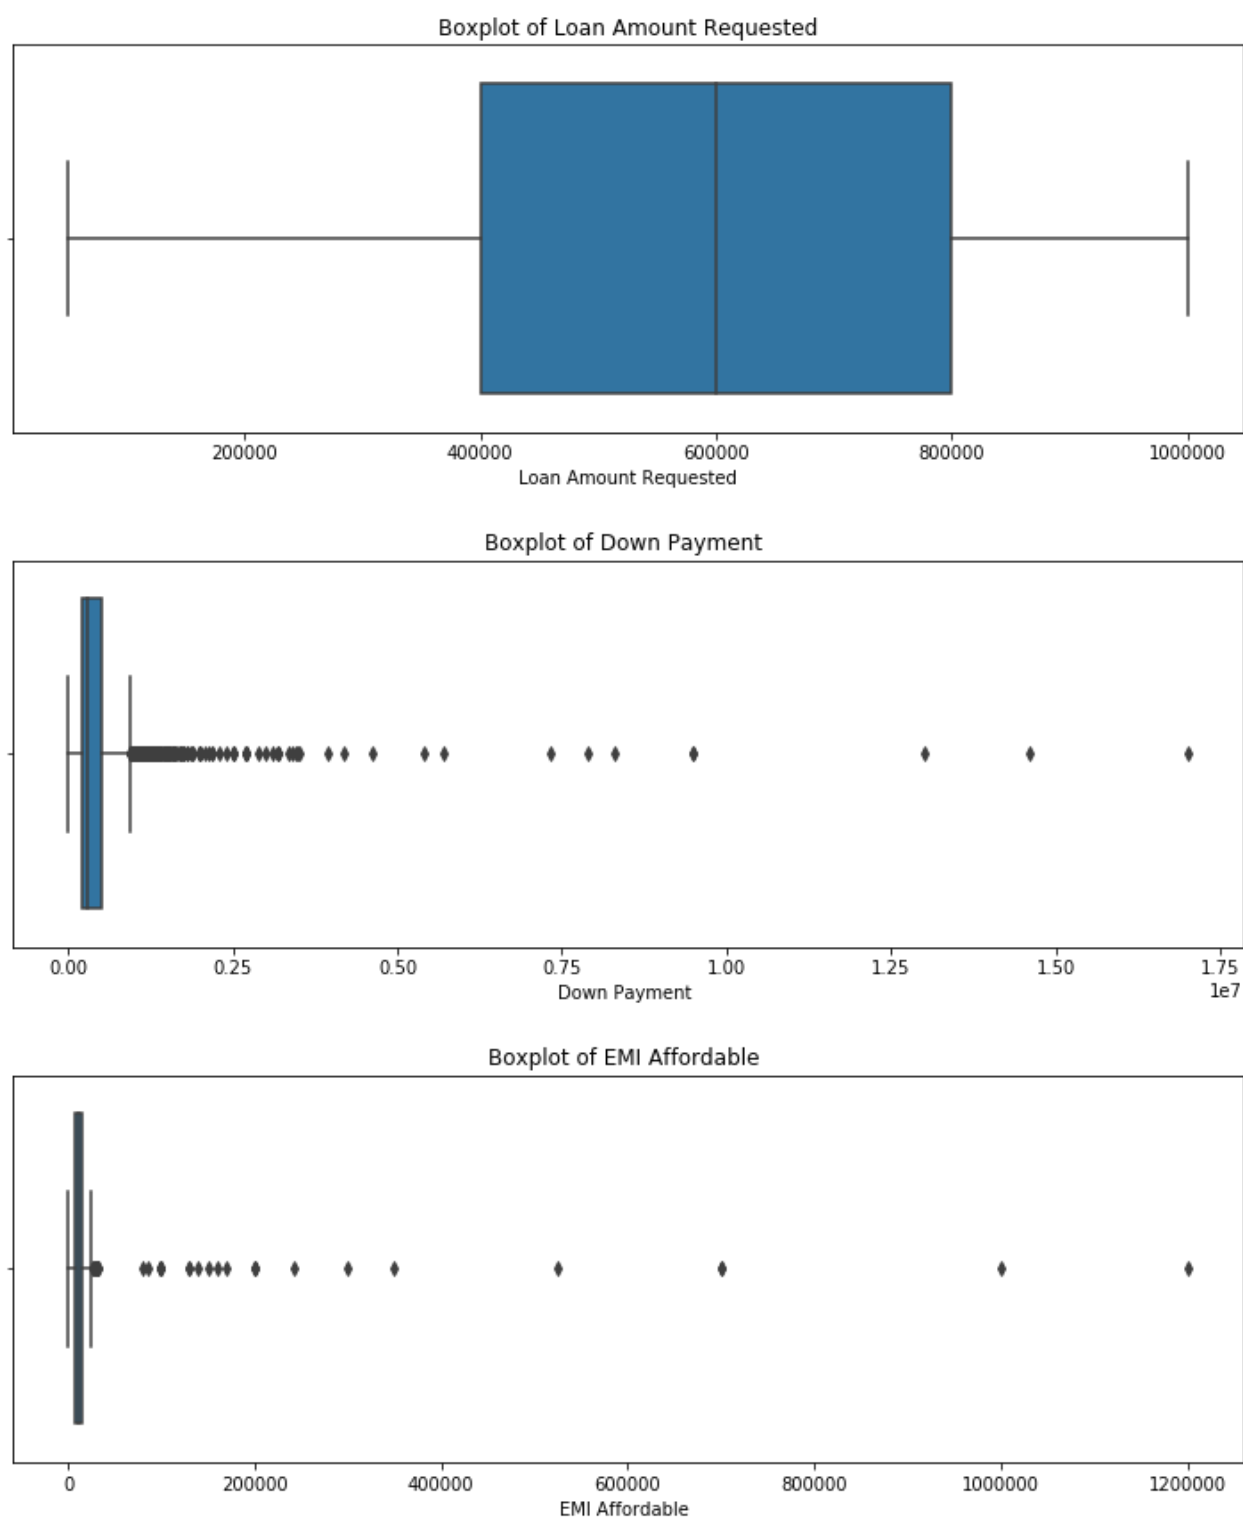 Boxplot of Loan Amount Requested
200000 400000 600000 800000 1000000
Loan Amount Requested
Boxplot of Down Payment
0.00 0.25 0.50 0.75 1.00 1.25 1.50 1.75
1e7
Down Payment
Boxplot of EMI Affordable
0 200000 400000 600000 800000 1000000 1200000
EMI Affordable